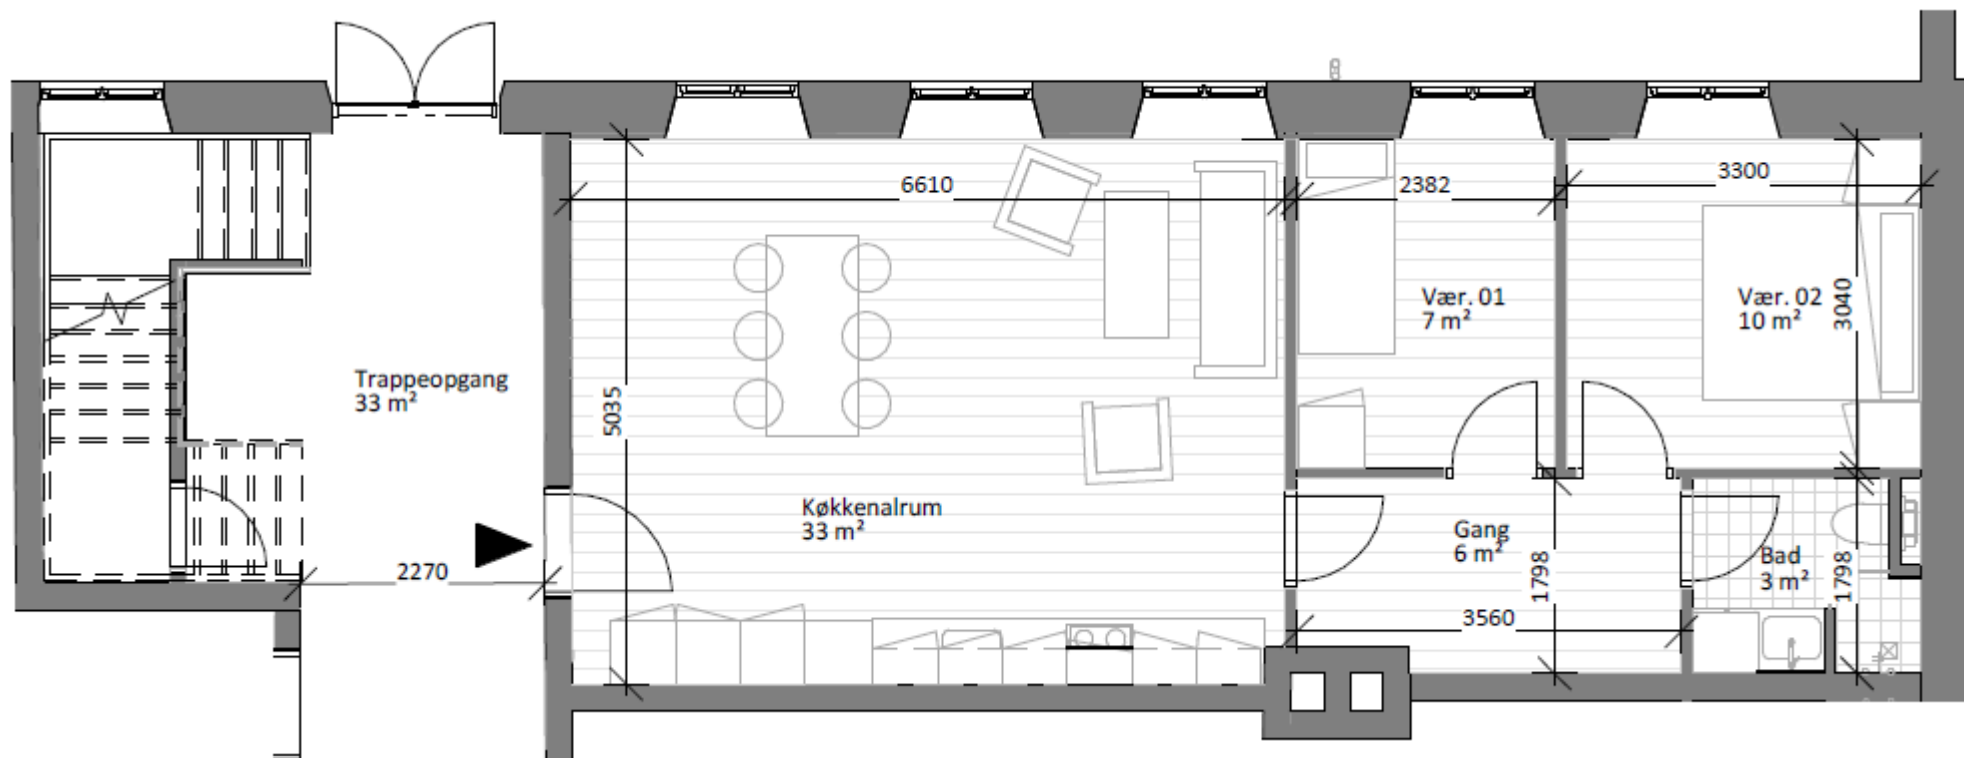 6610
2382
3300
Vær. 01
7 m²
Vær. 02
10 m²
3040
Trappeopgang
33 m²
5035
Køkkenalrum
33 m²
Gang
6 m²
1798
Bad
3 m²
1798
2270
3560